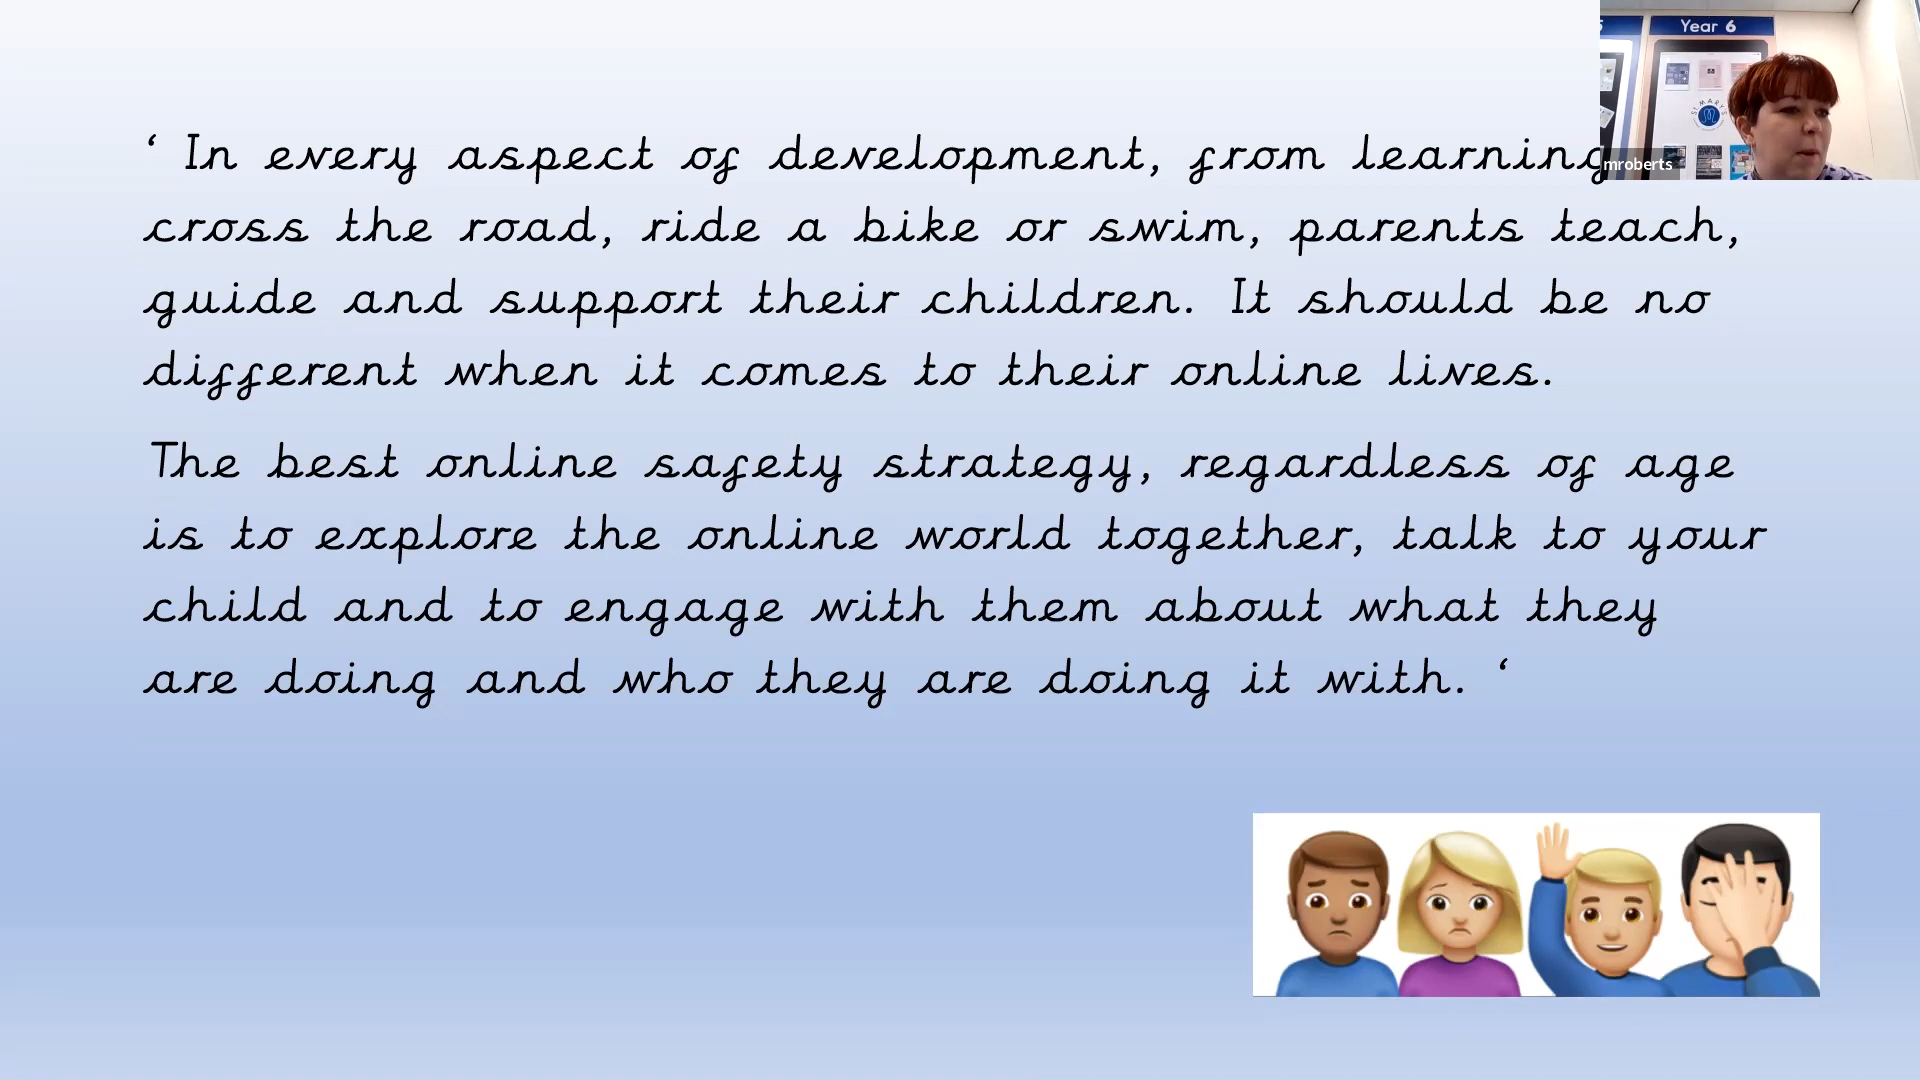 ‘ In every aspect of development, from learning
cross the road, ride a bike or swim, parents teach,
guide and support their children. It should be no
different when it comes to their online lives.
The best online safety strategy, regardless of age
is to explore the online world together, talk to your
child and to engage with them about what they
are doing and who they are doing it with. ‘
Year 6
ST. MARY'S
mroberts